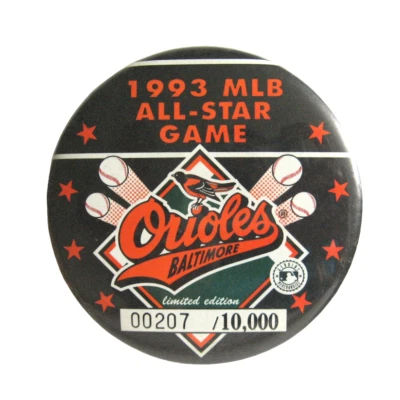 1993 MLB
ALL-STAR
GAME
Orioles®
BALTIMORE
limited edition
00207 /10,000